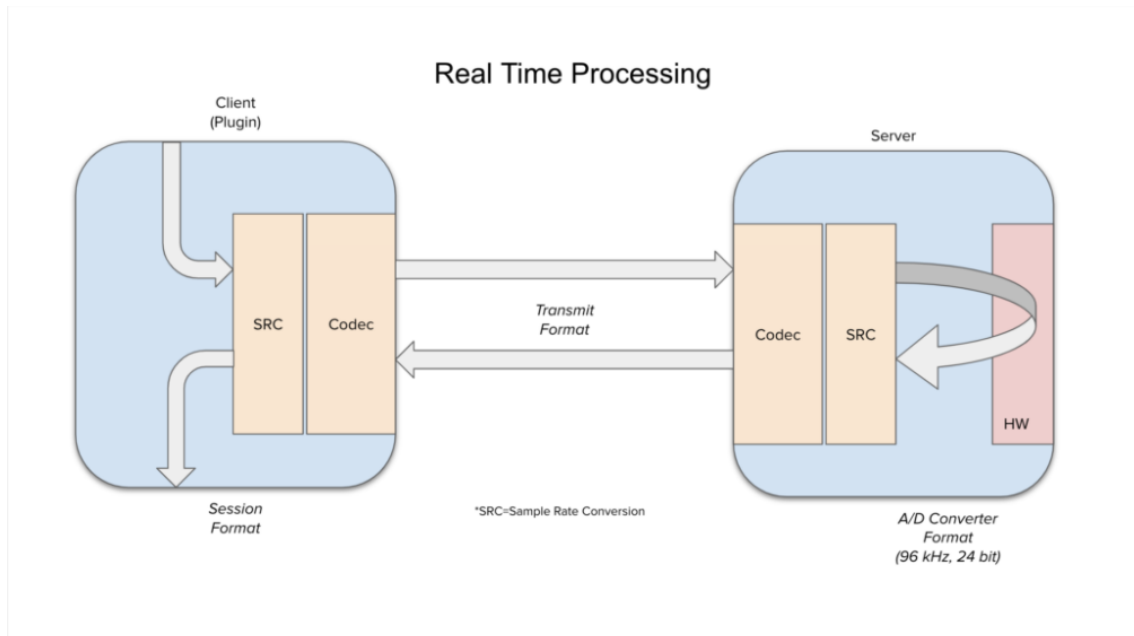 Real Time Processing
Client
(Plugin)
Server
SRC
Codec
Transmit
Format
Codec
SRC
HW
Session
Format
*SRC=Sample Rate Conversion
A/D Converter
Format
(96 kHz, 24 bit)